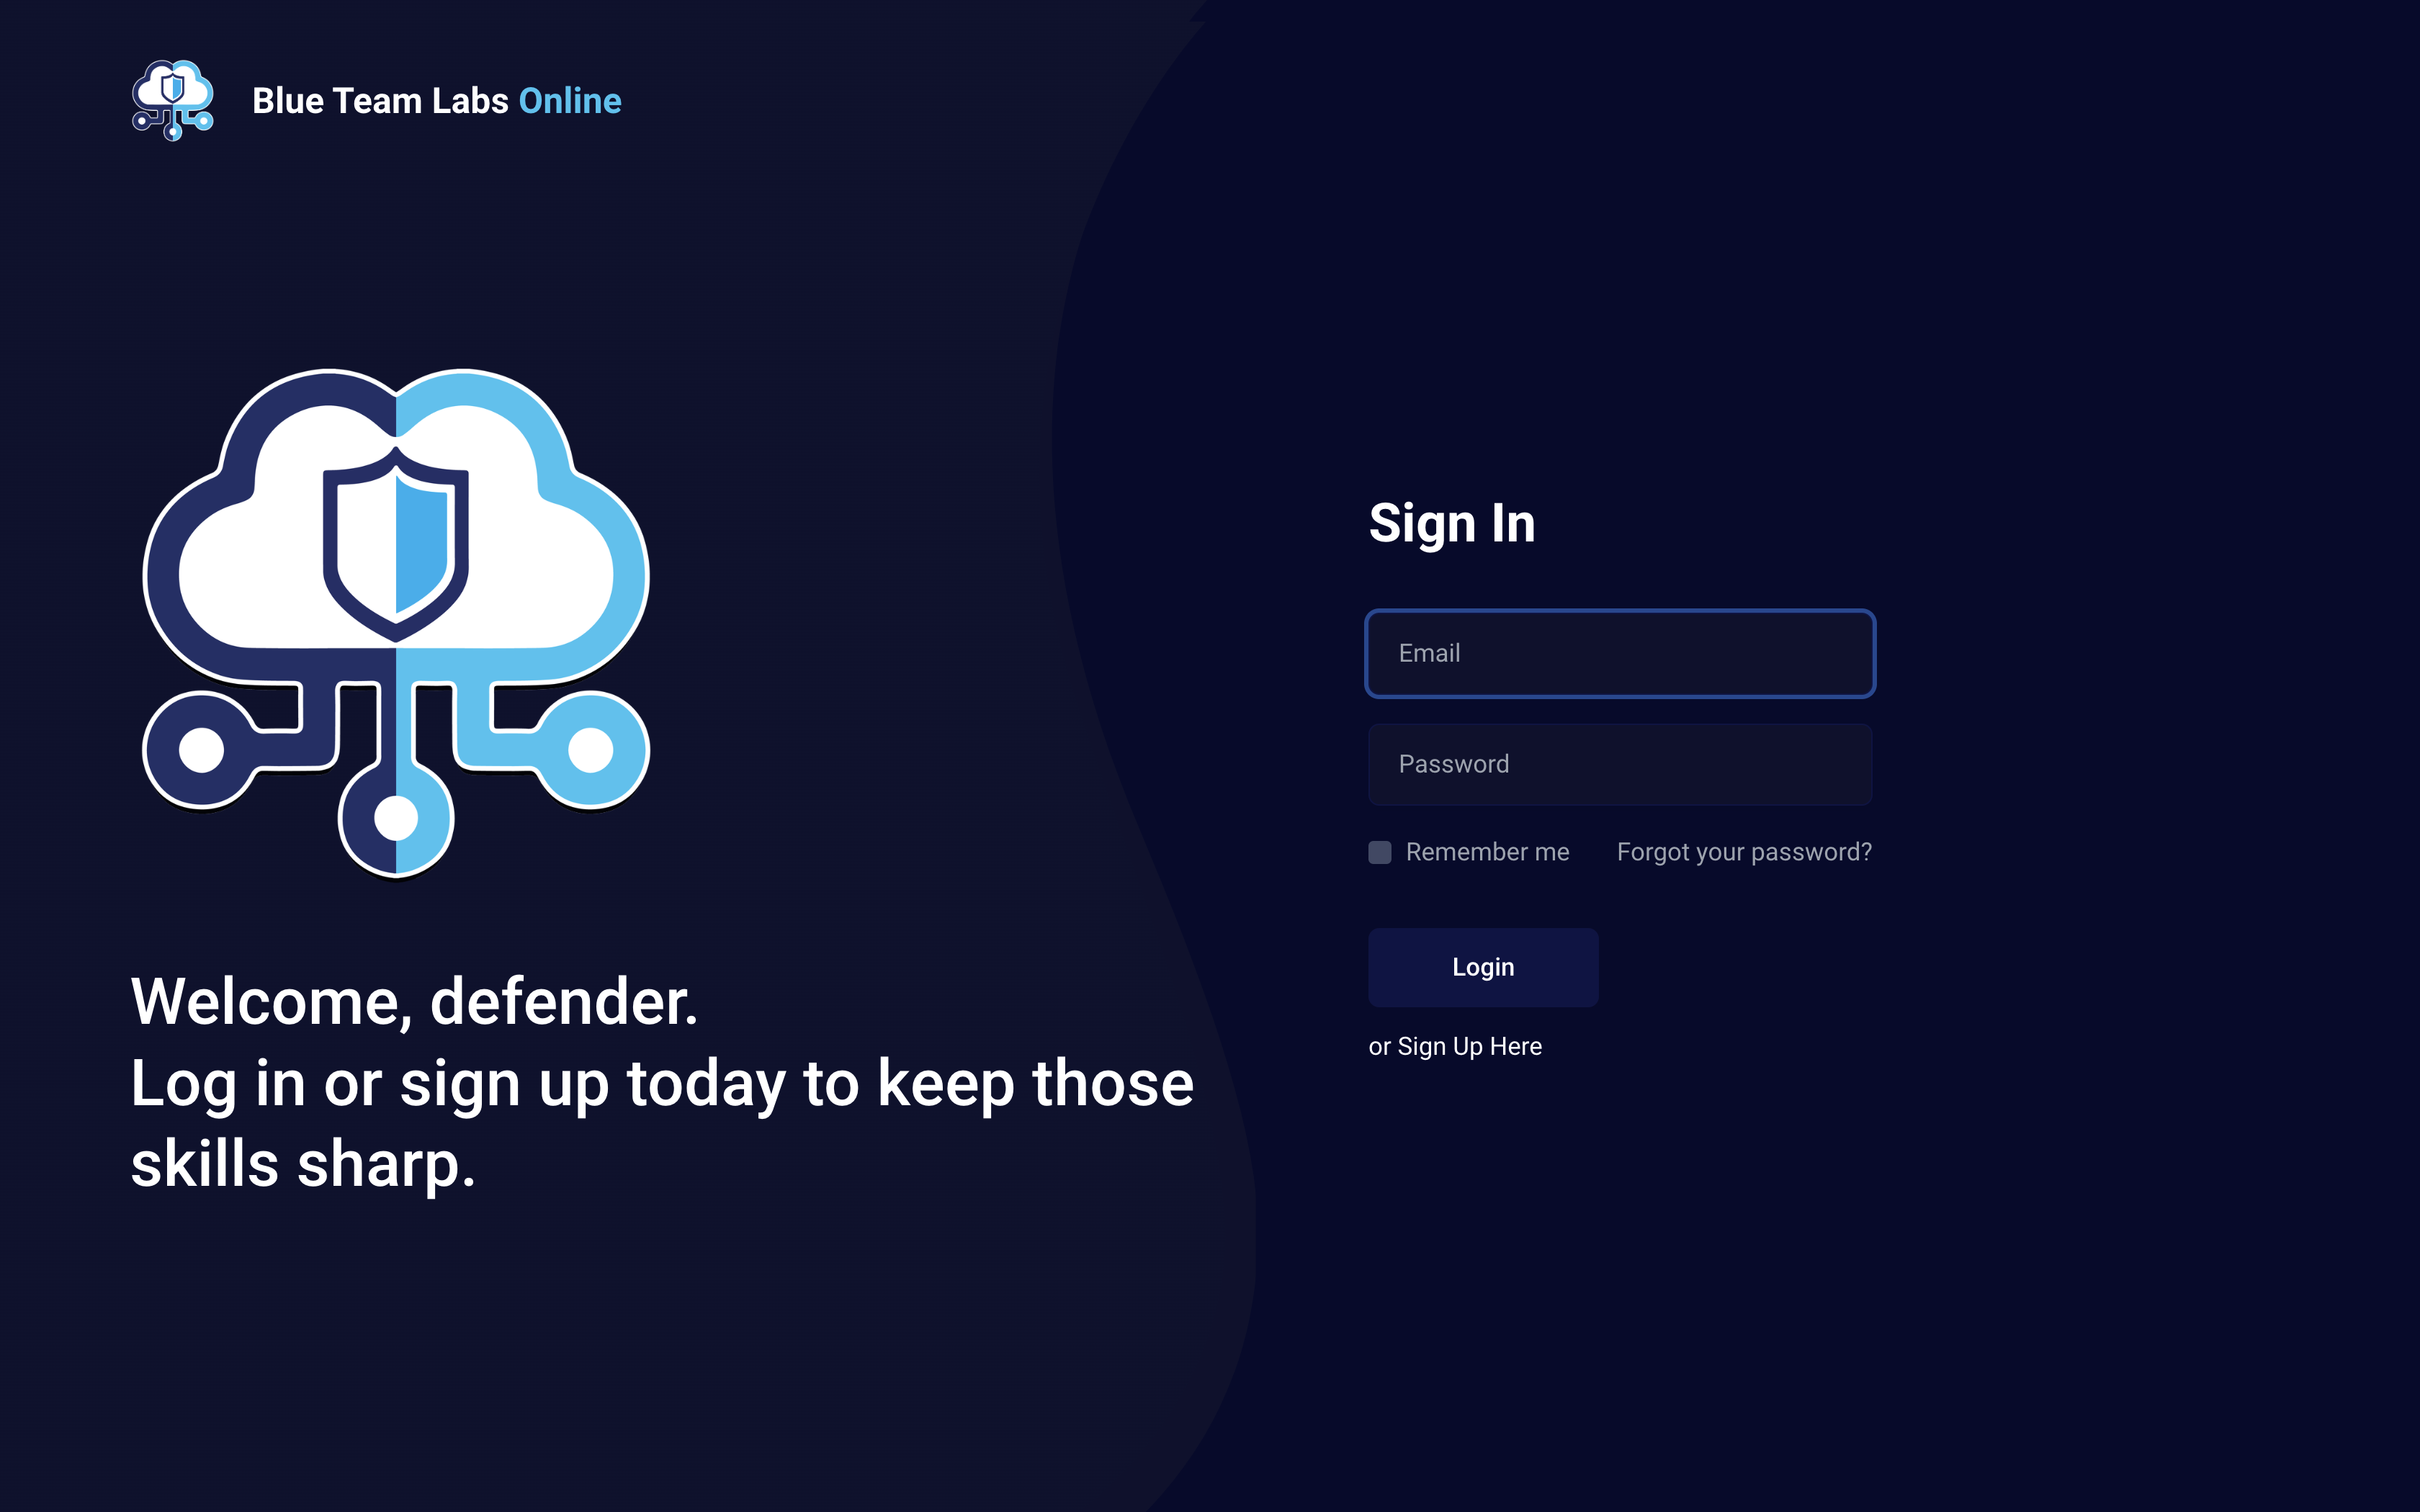 Blue Team Labs Online
Welcome, defender.
Log in or sign up today to keep those
skills sharp.
Sign In
Email
Password
Remember me
Forgot your password?
Login
or Sign Up Here